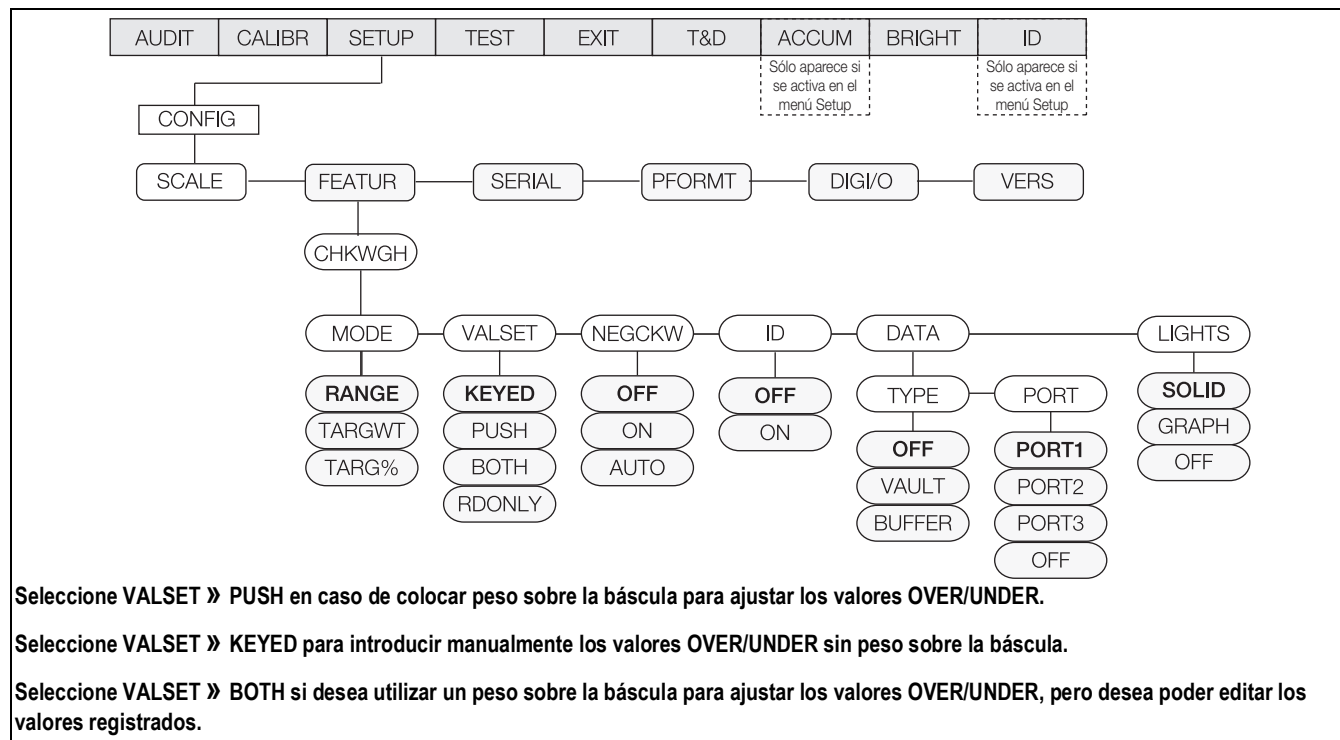 AUDIT CALIBR SETUP TEST EXIT T&D ACCUM BRIGHT ID
Sólo aparece si
se activa en el
menú Setup
Sólo aparece si
se activa en el
menú Setup
CONFIG
SCALE FEATUR SERIAL PFORMT DIGI/O VERS
CHKWGH
MODE VALSET NEGCKW ID DATA LIGHTS
RANGE KEYED OFF OFF TYPE PORT SOLID
TARGWT PUSH ON ON OFF PORT1 GRAPH
TARG% BOTH AUTO VAULT PORT2 OFF
RDONLY BUFFER PORT3
OFF
Seleccione VALSET » PUSH en caso de colocar peso sobre la báscula para ajustar los valores OVER/UNDER.
Seleccione VALSET » KEYED para introducir manualmente los valores OVER/UNDER sin peso sobre la báscula.
Seleccione VALSET » BOTH si desea utilizar un peso sobre la báscula para ajustar los valores OVER/UNDER, pero desea poder editar los
valores registrados.